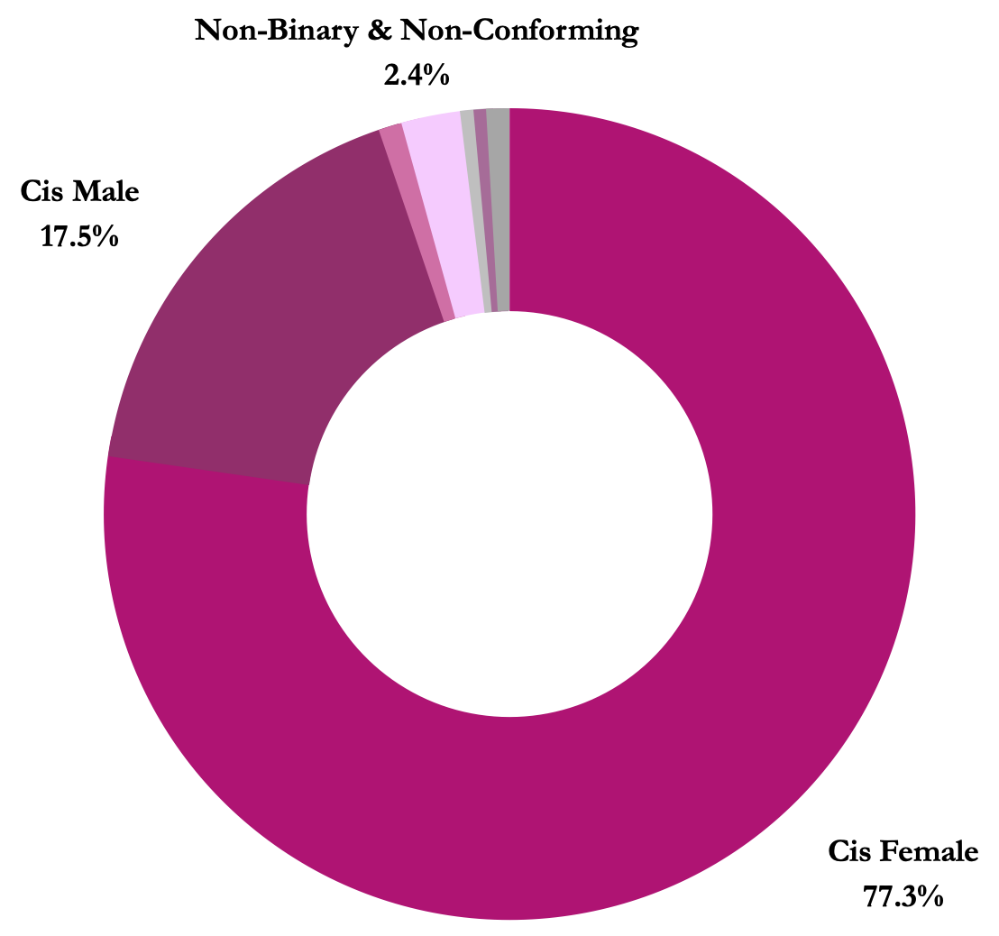 Non-Binary & Non-Conforming
2.4%
Cis Male
17.5%
Cis Female
77.3%